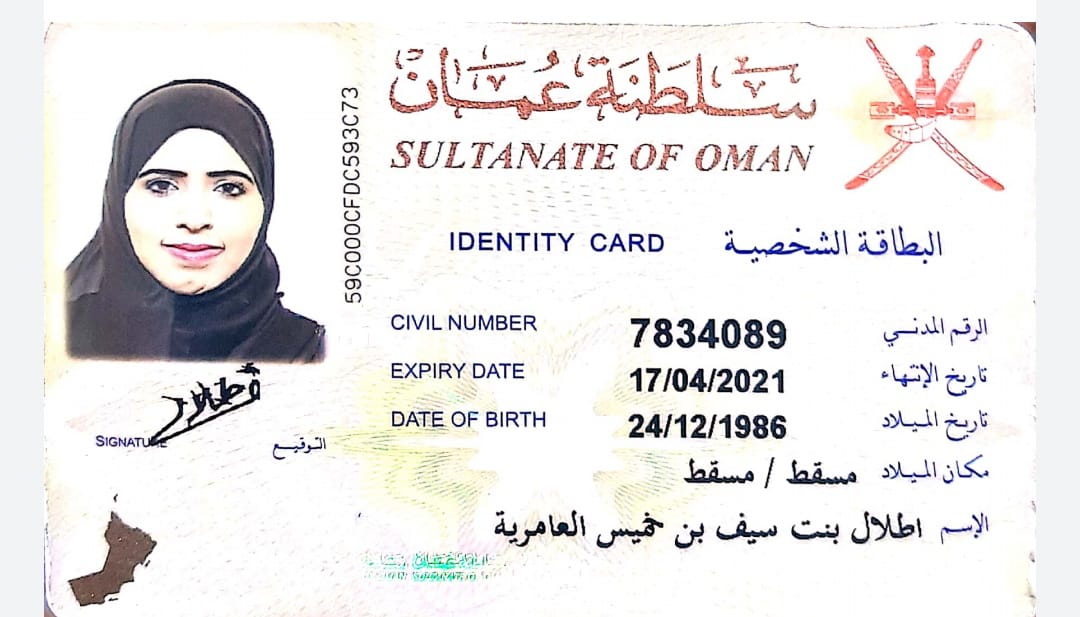 سلطنة عُمان
SULTANATE OF OMAN
IDENTITY CARD البطاقة الشخصية
59C000CFDC593C73
CIVIL NUMBER 7834089 الرقم المدني
EXPIRY DATE 17/04/2021 تاريخ الإنتهاء
DATE OF BIRTH 24/12/1986 تاريخ الميلاد
مكان الميلاد مسقط / مسقط
الإسم اطلال بنت سيف بن خميس العامرية
SIGNATURE التوقيع